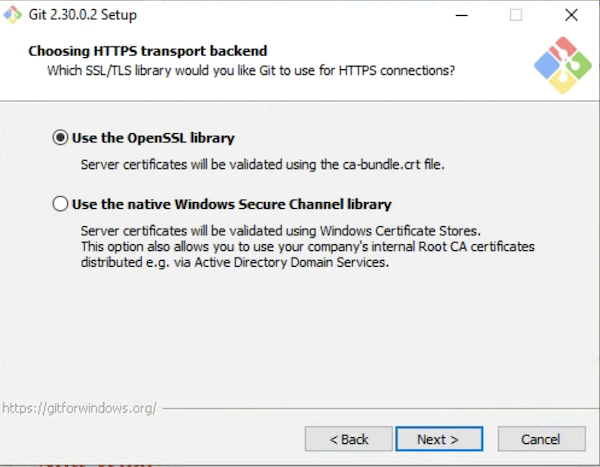 Git 2.30.0.2 Setup
Choosing HTTPS transport backend
Which SSL/TLS library would you like Git to use for HTTPS connections?
Use the OpenSSL library
Server certificates will be validated using the ca-bundle.crt file.
Use the native Windows Secure Channel library
Server certificates will be validated using Windows Certificate Stores.
This option also allows you to use your company's internal Root CA certificates
distributed e.g. via Active Directory Domain Services.
https://gitforwindows.org/
< Back
Next >
Cancel